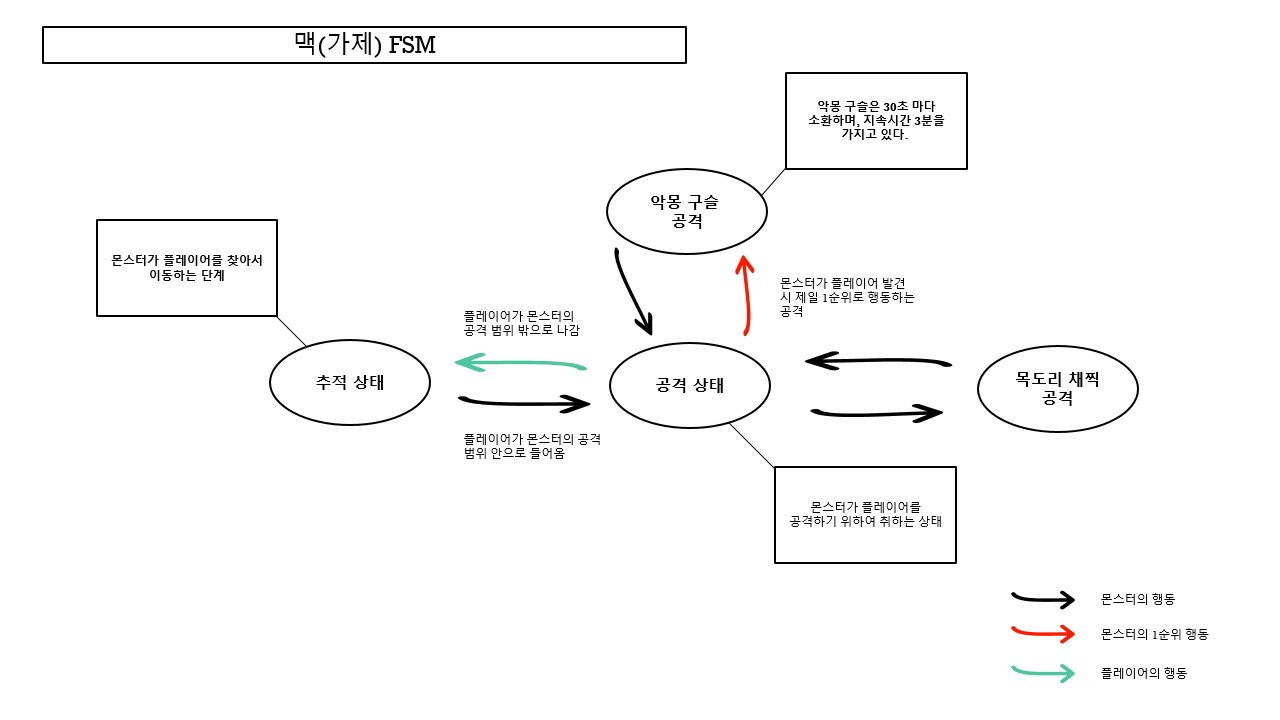 맥(가제) FSM
악몽 구슬은 30초 마다
소환하며, 지속시간 3분을
가지고 있다.
악몽 구슬
공격
몬스터가 플레이어를 찾아서
이동하는 단계
몬스터가 플레이어 발견
시 제일 1순위로 행동하는
공격
플레이어가 몬스터의
공격 범위 밖으로 나감
추적 상태
공격 상태
목도리 채찍
공격
플레이어가 몬스터의 공격
범위 안으로 들어옴
몬스터가 플레이어를
공격하기 위하여 취하는 상태
몬스터의 행동
몬스터의 1순위 행동
플레이어의 행동